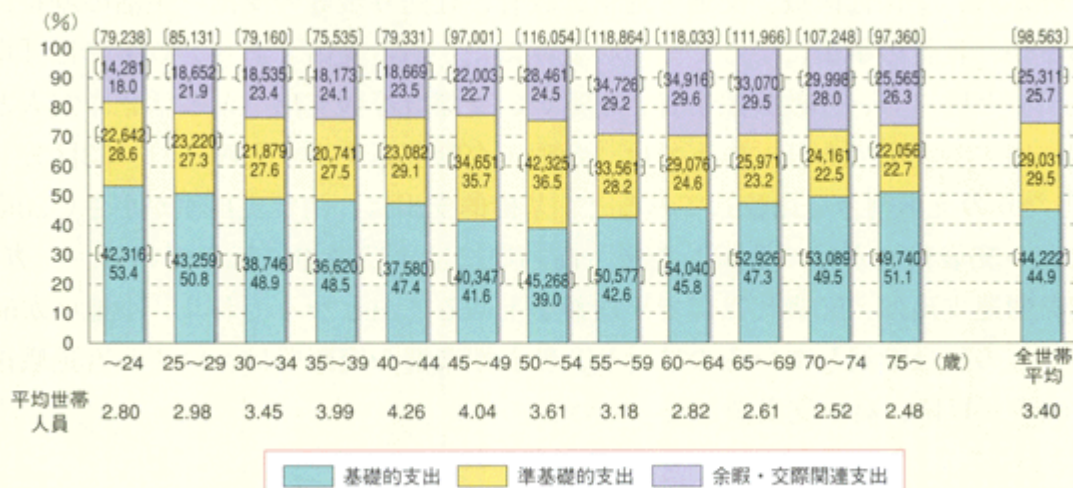 (%)
〔79,238〕 〔85,131〕 〔79,160〕 〔75,535〕 〔79,331〕 〔97,001〕 〔116,054〕 〔118,864〕 〔118,033〕 〔111,966〕 〔107,248〕 〔97,360〕 〔98,563〕
100
90
80
70
60
50
40
30
20
10
0
〔14,281〕 〔18,652〕 〔18,535〕 〔18,173〕 〔18,669〕 〔22,003〕 〔28,461〕 〔34,726〕 〔34,916〕 〔33,070〕 〔29,998〕 〔25,565〕 〔25,311〕
18.0 21.9 23.4 24.1 23.5 22.7 24.5 29.2 29.6 29.5 28.0 26.3 25.7
〔22,642〕 〔23,220〕 〔21,879〕 〔20,741〕 〔23,082〕 〔34,651〕 〔42,325〕 〔33,561〕 〔29,076〕 〔25,971〕 〔24,161〕 〔22,056〕 〔29,031〕
28.6 27.3 27.6 27.5 29.1 35.7 36.5 28.2 24.6 23.2 22.5 22.7 29.5
〔42,316〕 〔43,259〕 〔38,746〕 〔36,620〕 〔37,580〕 〔40,347〕 〔45,268〕 〔50,577〕 〔54,040〕 〔52,926〕 〔53,089〕 〔49,740〕 〔44,222〕
53.4 50.8 48.9 48.5 47.4 41.6 39.0 42.6 45.8 47.3 49.5 51.1 44.9
～24 25～29 30～34 35～39 40～44 45～49 50～54 55～59 60～64 65～69 70～74 75～ (歳) 全世帯
平均
平均世帯
人員
2.80 2.98 3.45 3.99 4.26 4.04 3.61 3.18 2.82 2.61 2.52 2.48 3.40
基礎的支出 準基礎的支出 余暇・交際関連支出